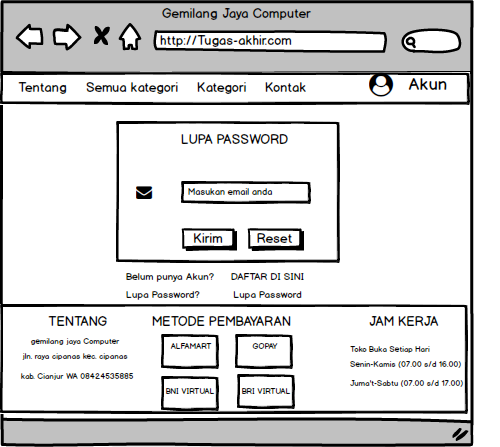 Gemilang Jaya Computer
http://Tugas-akhir.com
Tentang Semua kategori Kategori Kontak Akun
LUPA PASSWORD
Masukan email anda
Kirim Reset
Belum punya Akun? DAFTAR DI SINI
Lupa Password? Lupa Password
TENTANG METODE PEMBAYARAN JAM KERJA
gemilang jaya Computer
jln. raya cipanas kec. cipanas
kab. Cianjur WA 08424535885
ALFAMART GOPAY
BNI VIRTUAL BRI VIRTUAL
Toko Buka Setiap Hari
Senin-Kamis (07.00 s/d 16.00)
Juma't-Sabtu (07.00 s/d 17.00)